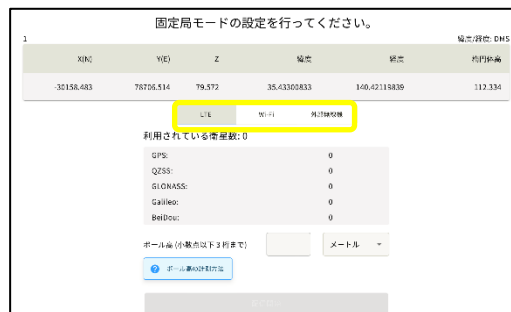 固定局モードの設定を行ってください。
1 緯度/経度: DMS
X(N) Y(E) Z 緯度 経度 楕円体高
-30158.483 78706.514 79.572 35.43300833 140.42119839 112.334
LTE Wi-Fi 外部無線機
利用されている衛星数: 0
GPS: 0
QZSS: 0
GLONASS: 0
Galileo: 0
BeiDou: 0
ポール高 (小数点以下 3 桁まで) メートル
ポール高の計測方法